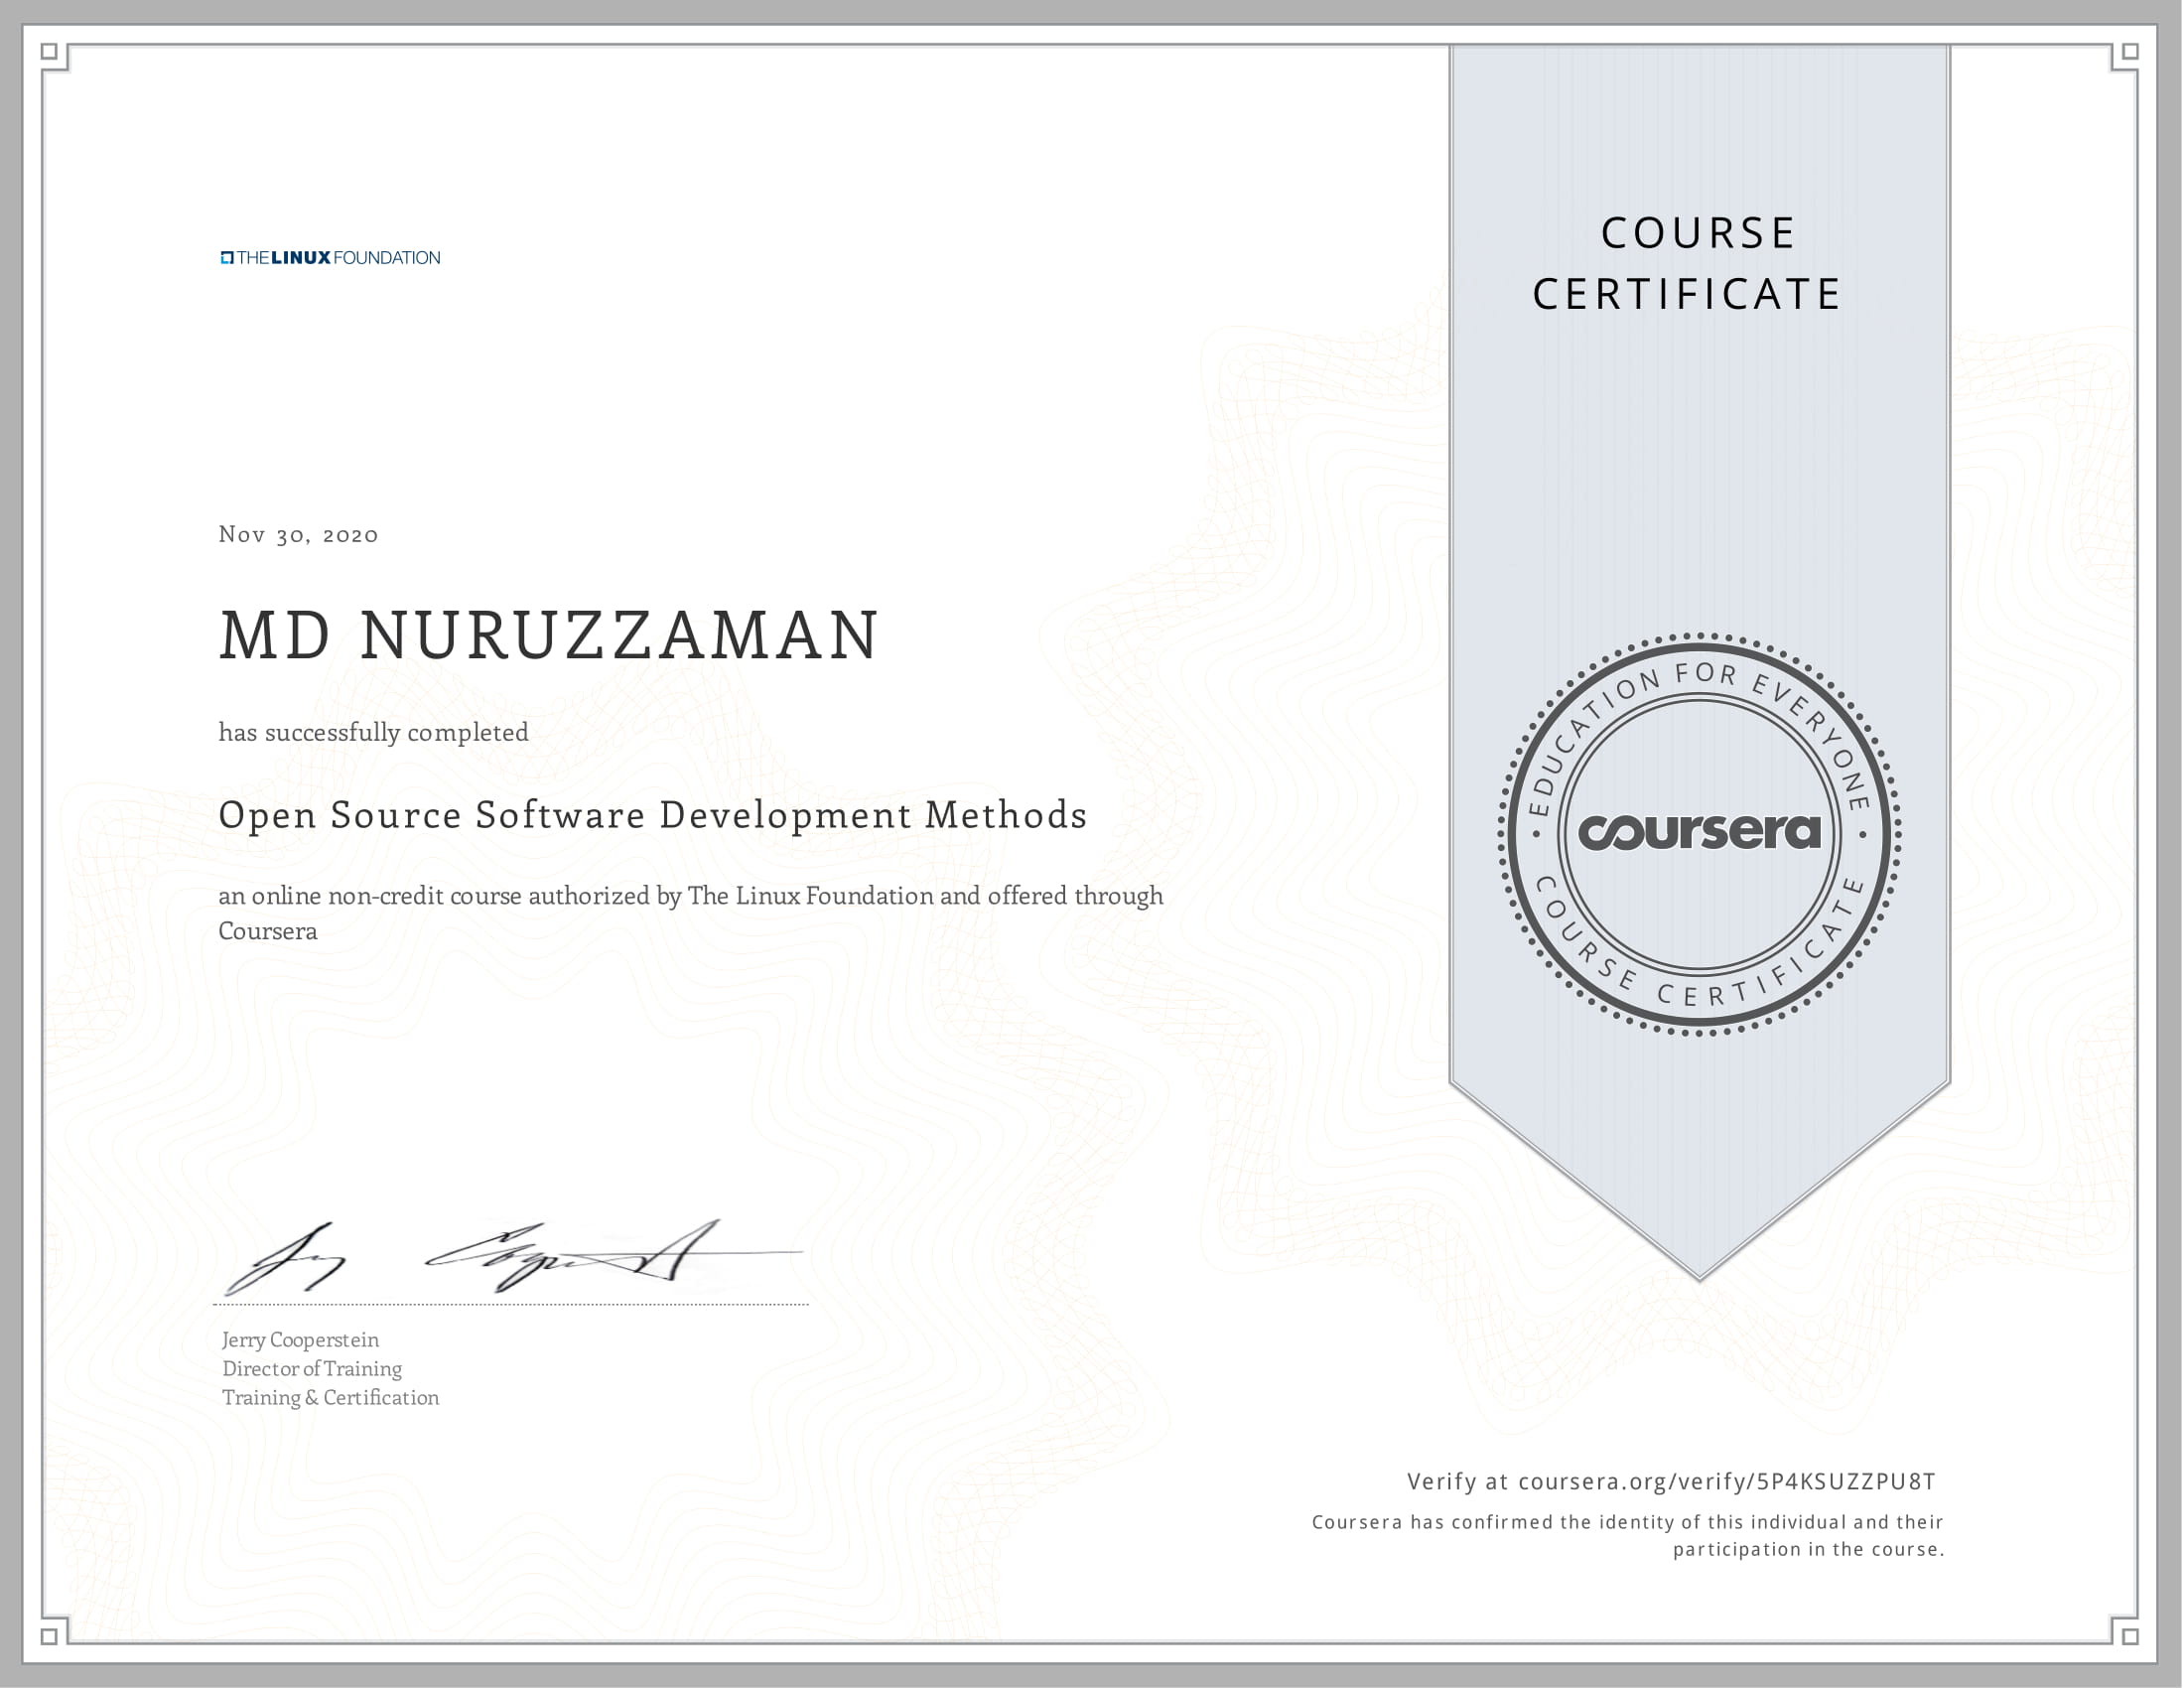 THE LINUX FOUNDATION
COURSE
CERTIFICATE
Nov 30, 2020
MD NURUZZAMAN
has successfully completed
Open Source Software Development Methods
an online non-credit course authorized by The Linux Foundation and offered through
Coursera
EDUCATION FOR EVERYONE
coursera
COURSE CERTIFICATE
Jerry Cooperstein
Director of Training
Training & Certification
Verify at coursera.org/verify/5P4KSUZZPU8T
Coursera has confirmed the identity of this individual and their
participation in the course.